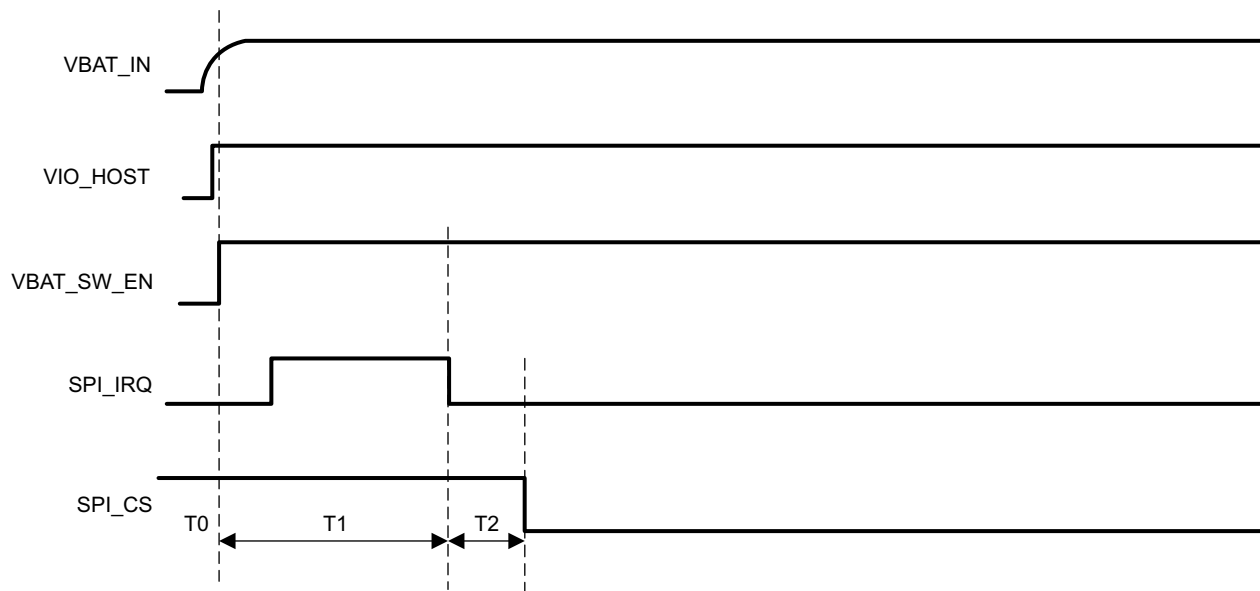 VBAT_IN
VIO_HOST
VBAT_SW_EN
SPI_IRQ
SPI_CS
T0 T1 T2